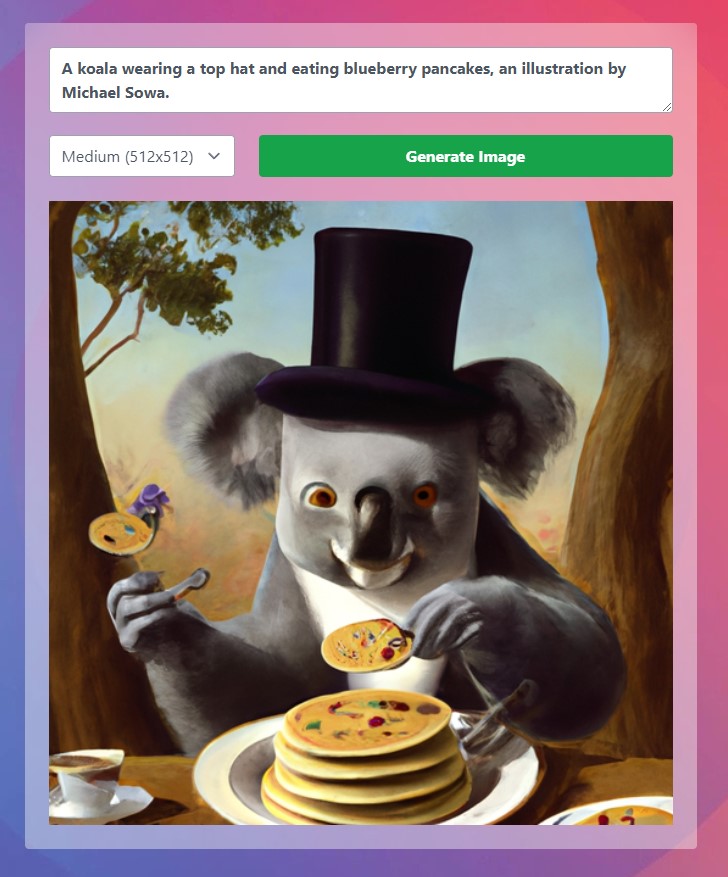 A koala wearing a top hat and eating blueberry pancakes, an illustration by
Michael Sowa.
Medium (512x512)
Generate Image